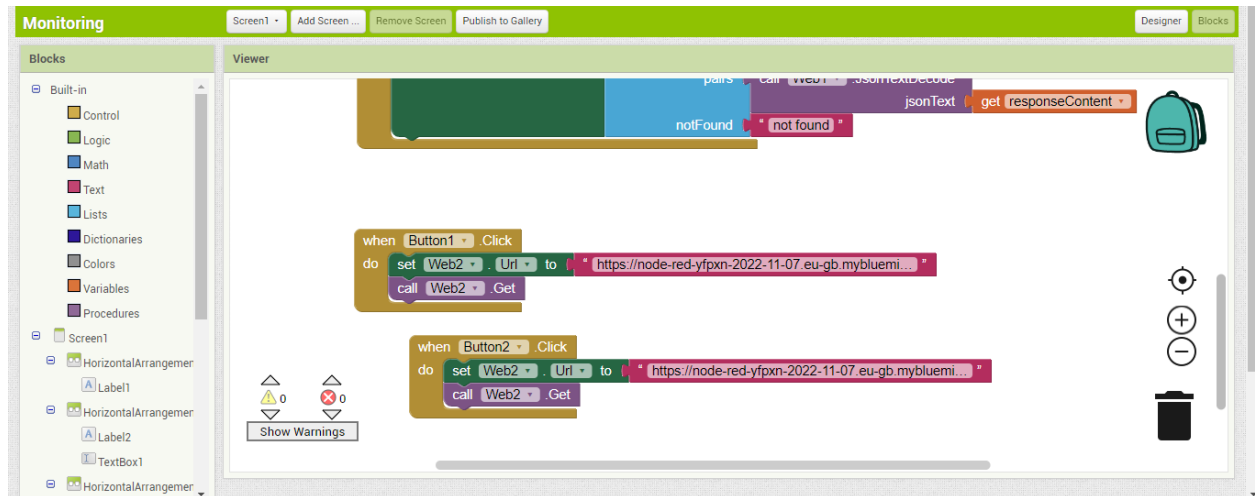 Monitoring
Screen1
Add Screen ...
Remove Screen
Publish to Gallery
Designer
Blocks
Blocks
Viewer
Built-in
Control
Logic
Math
Text
Lists
Dictionaries
Colors
Variables
Procedures
Screen1
HorizontalArrangemer
Label1
HorizontalArrangemer
Label2
TextBox1
HorizontalArrangemer
pairs call Web1 .JsonTextDecode
jsonText get responseContent
notFound " not found "
when Button1 .Click
do set Web2 . Url to " https://node-red-yfpxn-2022-11-07.eu-gb.mybluemi... "
call Web2 .Get
when Button2 .Click
do set Web2 . Url to " https://node-red-yfpxn-2022-11-07.eu-gb.mybluemi... "
call Web2 .Get
0 0
Show Warnings